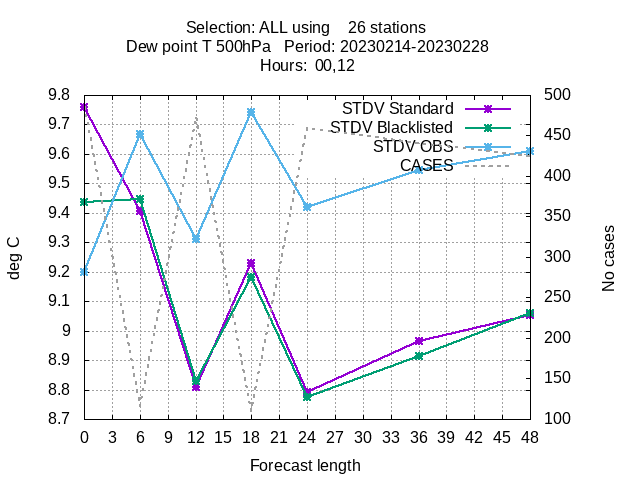 Selection: ALL using 26 stations
Dew point T 500hPa Period: 20230214-20230228
Hours: 00,12
9.8 500
STDV Standard
9.7 450
STDV Blacklisted
9.6 STDV OBS
CASES
9.5 400
9.4 350
9.3 300
9.2 250
9.1 200
9 150
8.9 100
8.8
8.7
deg C
No cases
0 3 6 9 12 15 18 21 24 27 30 33 36 39 42 45 48
Forecast length